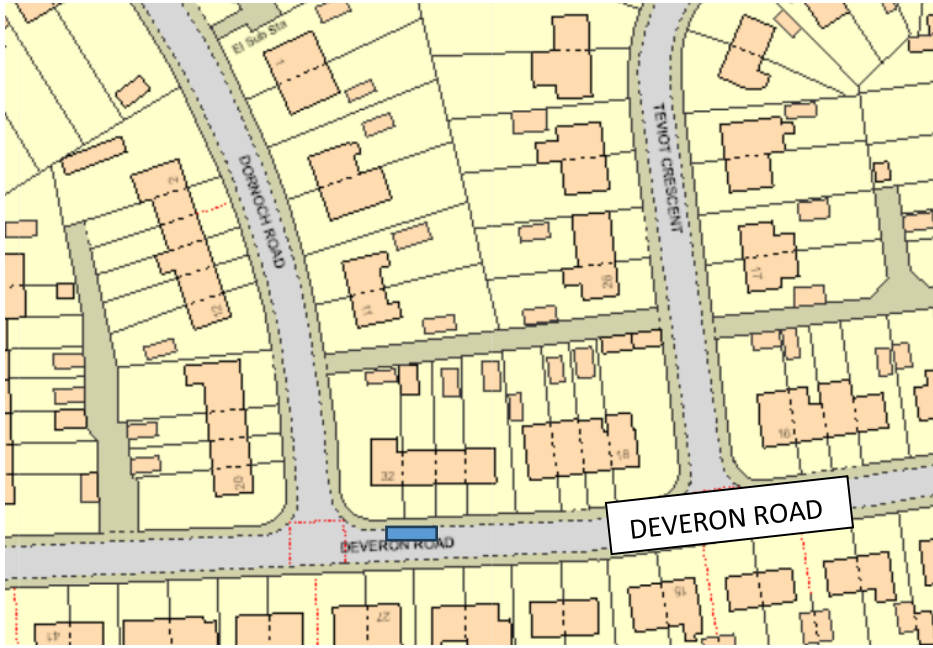 El Sub Sta
1
2
DORNOCH ROAD
TEVIOT CRESCENT
12
11
26
17
20
32
18
16
DEVERON ROAD
DEVERON ROAD
15
27
41